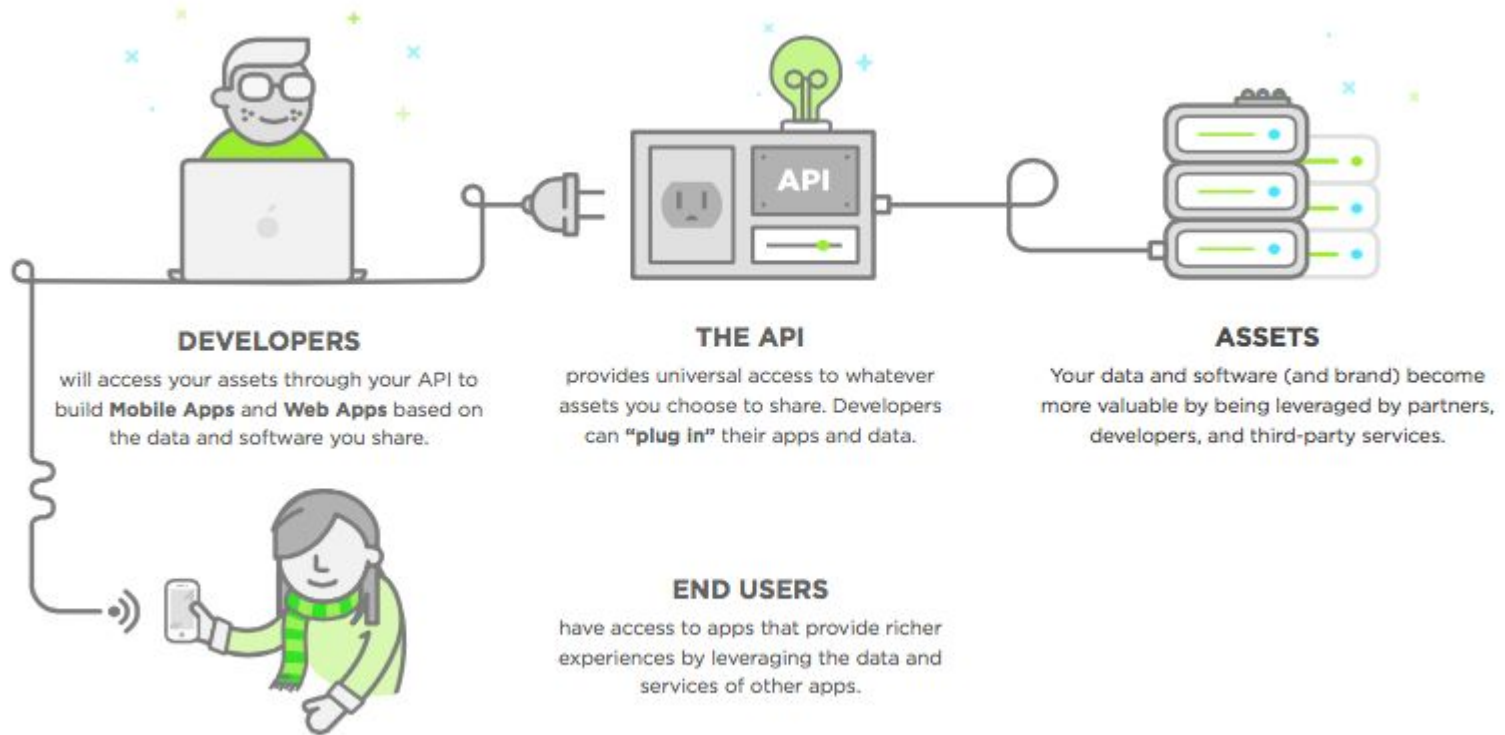 API
DEVELOPERS
will access your assets through your API to
build Mobile Apps and Web Apps based on
the data and software you share.
THE API
provides universal access to whatever
assets you choose to share. Developers
can “plug in” their apps and data.
ASSETS
Your data and software (and brand) become
more valuable by being leveraged by partners,
developers, and third-party services.
END USERS
have access to apps that provide richer
experiences by leveraging the data and
services of other apps.